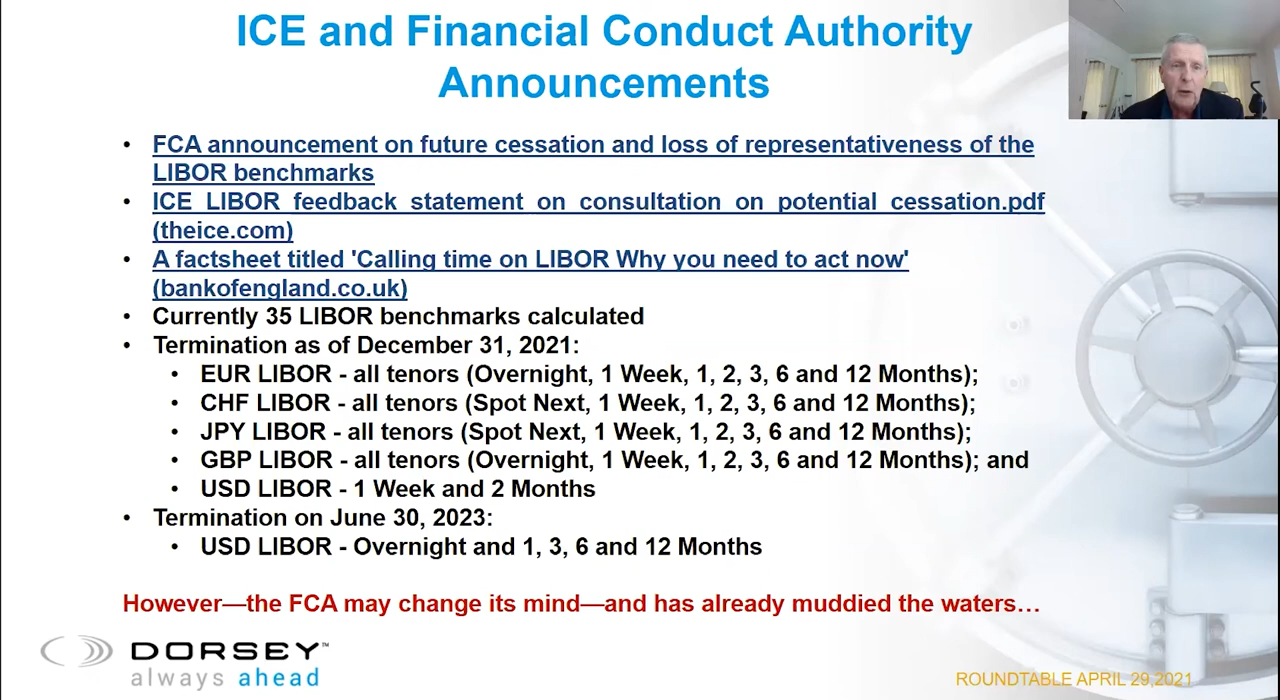 ICE and Financial Conduct Authority
Announcements
• FCA announcement on future cessation and loss of representativeness of the
LIBOR benchmarks
• ICE LIBOR feedback statement on consultation on potential cessation.pdf
(theice.com)
• A factsheet titled 'Calling time on LIBOR Why you need to act now'
(bankofengland.co.uk)
• Currently 35 LIBOR benchmarks calculated
• Termination as of December 31, 2021:
• EUR LIBOR - all tenors (Overnight, 1 Week, 1, 2, 3, 6 and 12 Months);
• CHF LIBOR - all tenors (Spot Next, 1 Week, 1, 2, 3, 6 and 12 Months);
• JPY LIBOR - all tenors (Spot Next, 1 Week, 1, 2, 3, 6 and 12 Months);
• GBP LIBOR - all tenors (Overnight, 1 Week, 1, 2, 3, 6 and 12 Months); and
• USD LIBOR - 1 Week and 2 Months
• Termination on June 30, 2023:
• USD LIBOR - Overnight and 1, 3, 6 and 12 Months
However—the FCA may change its mind—and has already muddied the waters…
DORSEY™
always ahead
ROUNDTABLE APRIL 29,2021